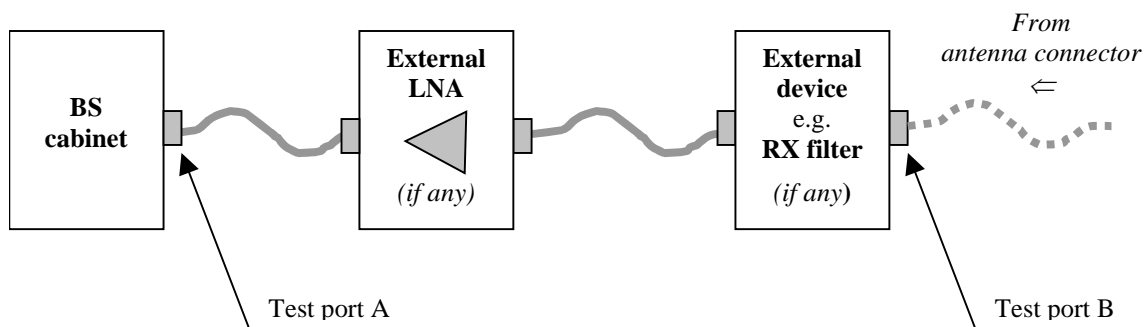 BS
cabinet
External
LNA
(if any)
External
device
e.g.
RX filter
(if any)
From
antenna connector
⇐
Test port A
Test port B